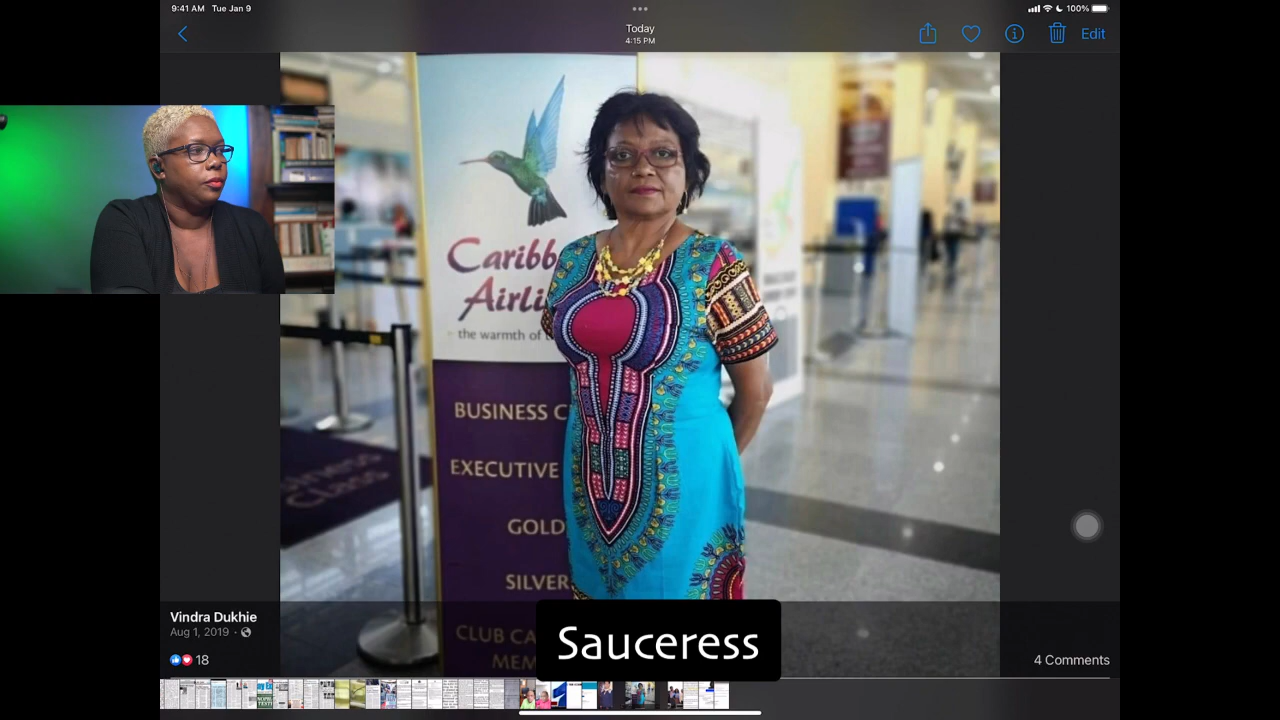 9:41 AM Tue Jan 9
100%
Today
4:15 PM
Edit
Caribb
Airli
the warmth of
BUSINESS C
EXECUTIVE
GOLD
SILVER
CLUB CA
MEM
Class
Vindra Dukhie
Aug 1, 2019 ·
18
4 Comments
Sauceress